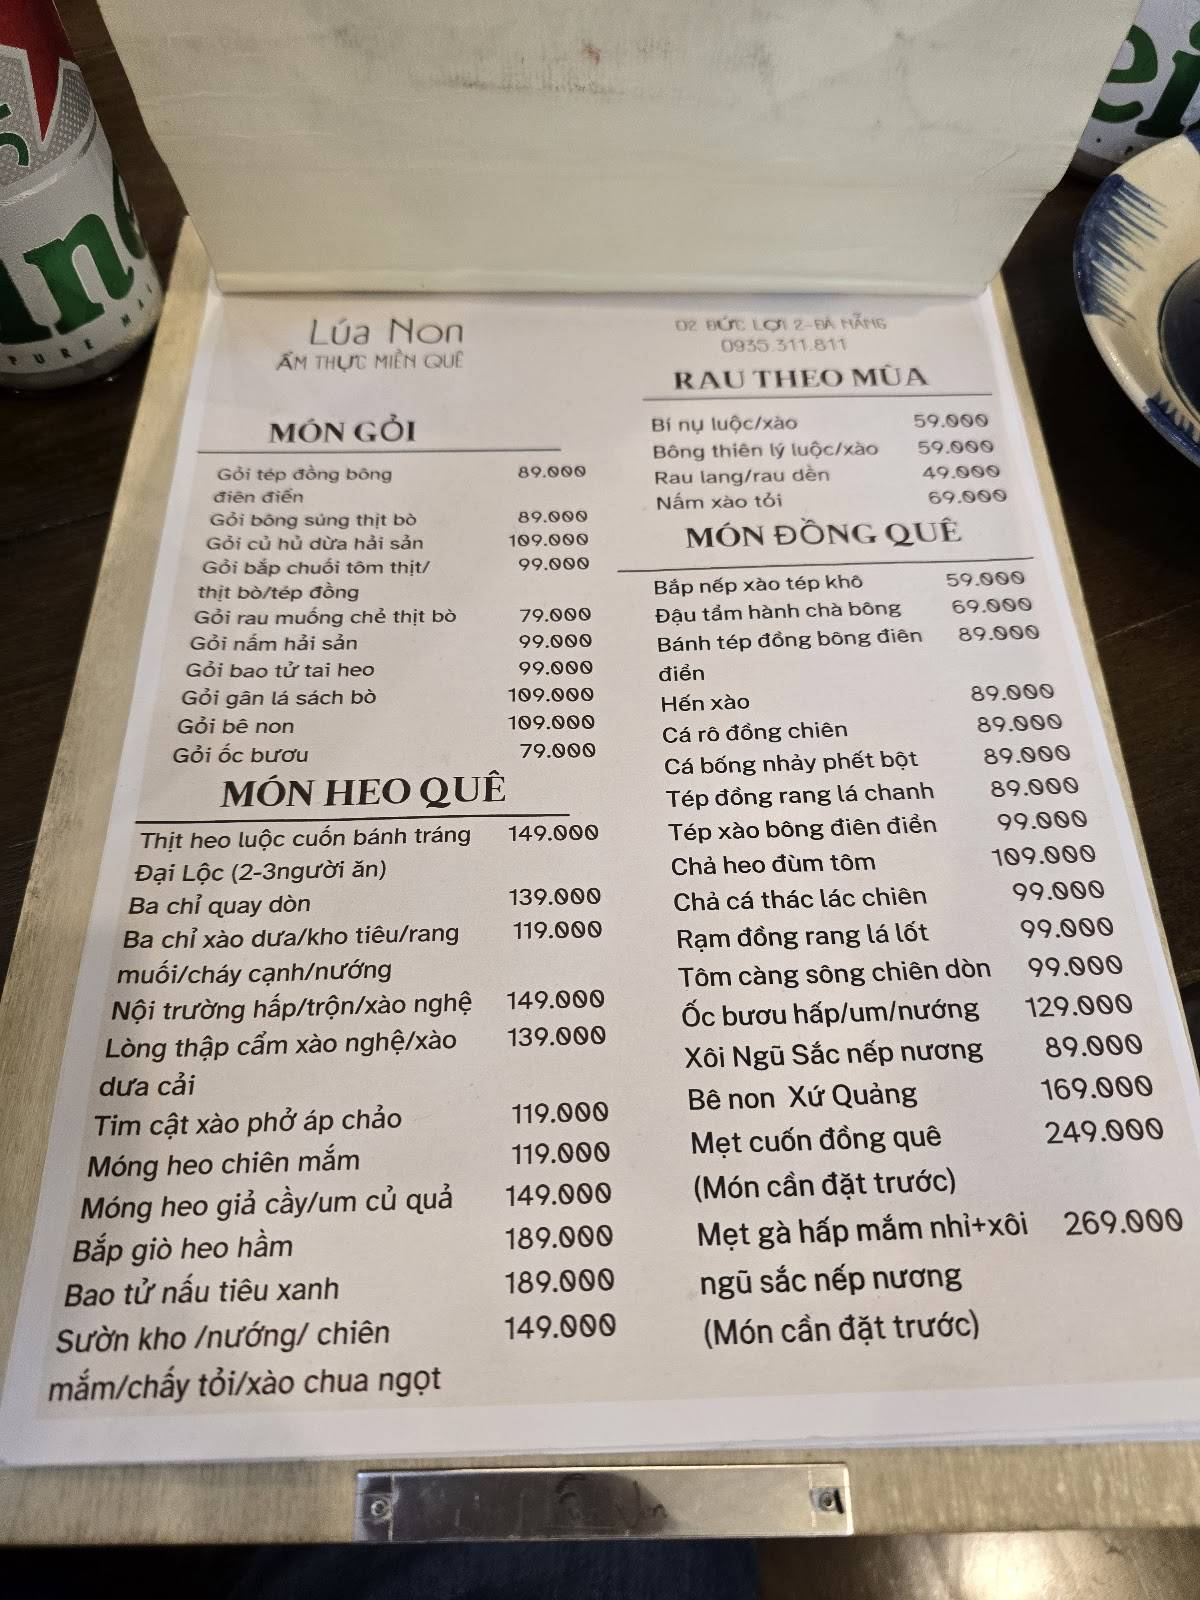 Lúa Non
ẨM THỰC MIỀN QUÊ
MÓN GỎI
Gỏi tép đồng bông 89.000
điên điển
Gỏi bông súng thịt bò 89.000
Gỏi củ hủ dừa hải sản 109.000
Gỏi bắp chuối tôm thịt/ 99.000
thịt bò/tép đồng
Gỏi rau muống chẻ thịt bò 79.000
Gỏi nấm hải sản 99.000
Gỏi bao tử tai heo 99.000
Gỏi gân lá sách bò 109.000
Gỏi bê non 109.000
Gỏi ốc bươu 79.000
MÓN HEO QUÊ
Thịt heo luộc cuốn bánh tráng 149.000
Đại Lộc (2-3người ăn)
Ba chỉ quay dòn 139.000
Ba chỉ xào dưa/kho tiêu/rang 119.000
muối/cháy cạnh/nướng
Nội trường hấp/trộn/xào nghệ 149.000
Lòng thập cẩm xào nghệ/xào 139.000
dưa cải
Tim cật xào phở áp chảo 119.000
Móng heo chiên mắm 119.000
Móng heo giả cầy/um củ quả 149.000
Bắp giò heo hầm 189.000
Bao tử nấu tiêu xanh 189.000
Sườn kho /nướng/ chiên 149.000
mắm/chấy tỏi/xào chua ngọt
02 ĐỨC LỢI 2-ĐÀ NẴNG
0935.311.811
RAU THEO MÙA
Bí nụ luộc/xào 59.000
Bông thiên lý luộc/xào 59.000
Rau lang/rau dền 49.000
Nấm xào tỏi 69.000
MÓN ĐỒNG QUÊ
Bắp nếp xào tép khô 59.000
Đậu tẩm hành chà bông 69.000
Bánh tép đồng bông điên 89.000
điển
Hến xào 89.000
Cá rô đồng chiên 89.000
Cá bống nhảy phết bột 89.000
Tép đồng rang lá chanh 89.000
Tép xào bông điên điển 99.000
Chả heo đùm tôm 109.000
Chả cá thác lác chiên 99.000
Rạm đồng rang lá lốt 99.000
Tôm càng sông chiên dòn 99.000
Ốc bươu hấp/um/nướng 129.000
Xôi Ngũ Sắc nếp nương 89.000
Bê non Xứ Quảng 169.000
Mẹt cuốn đồng quê 249.000
(Món cần đặt trước)
Mẹt gà hấp mắm nhỉ+xôi 269.000
ngũ sắc nếp nương
(Món cần đặt trước)
PURE MA